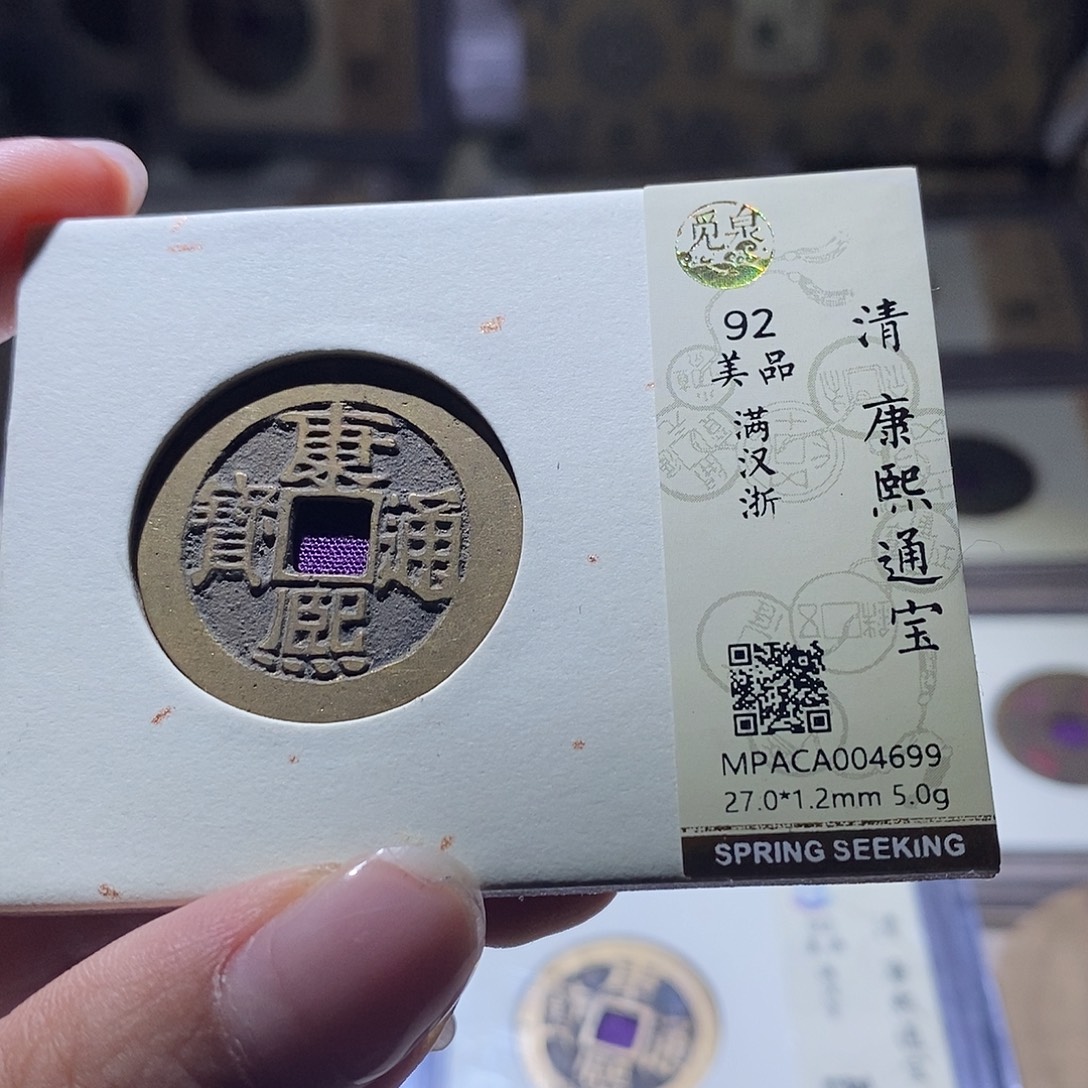 康熙通寶
觅泉
92
美品
满汉浙
清 康熙通宝
MPACA004699
27.0*1.2mm 5.0g
SPRING SEEKING